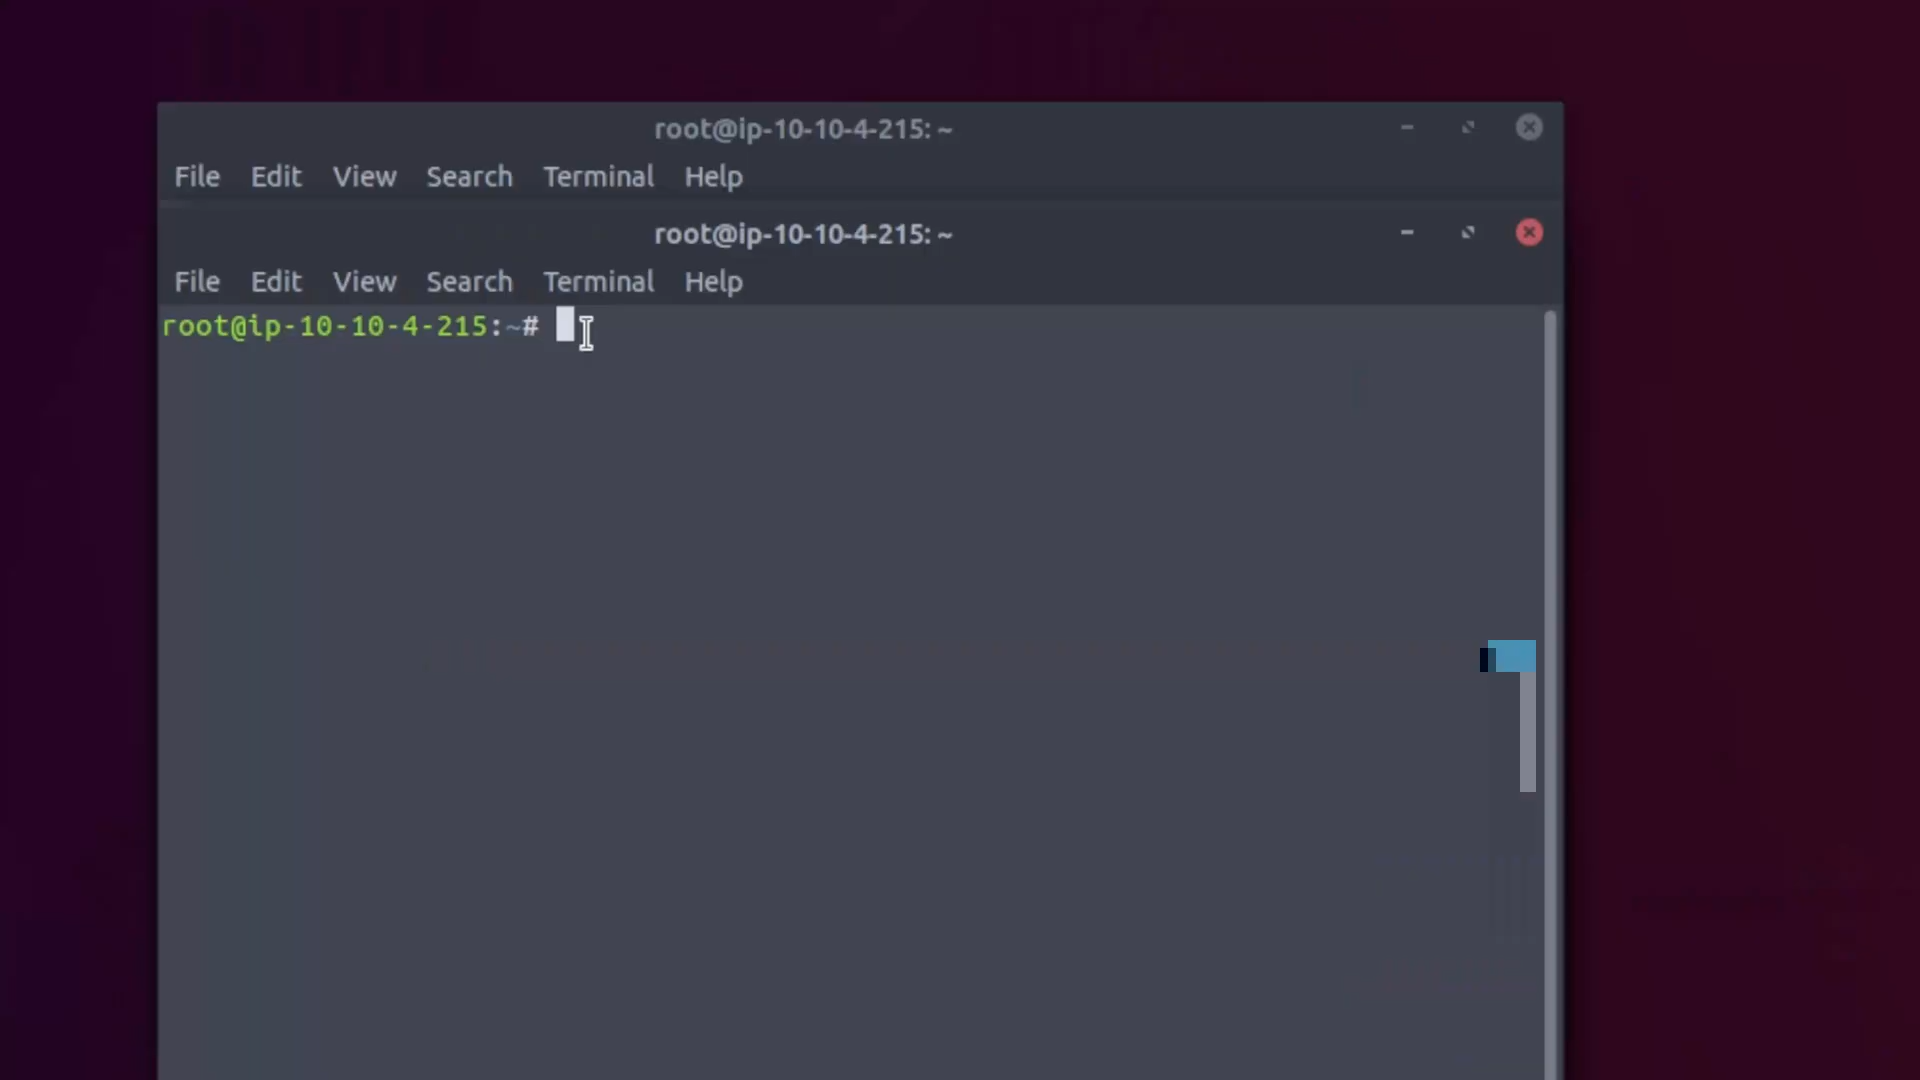 root@ip-10-10-4-215: ~
File Edit View Search Terminal Help
root@ip-10-10-4-215: ~
File Edit View Search Terminal Help
root@ip-10-10-4-215:~#